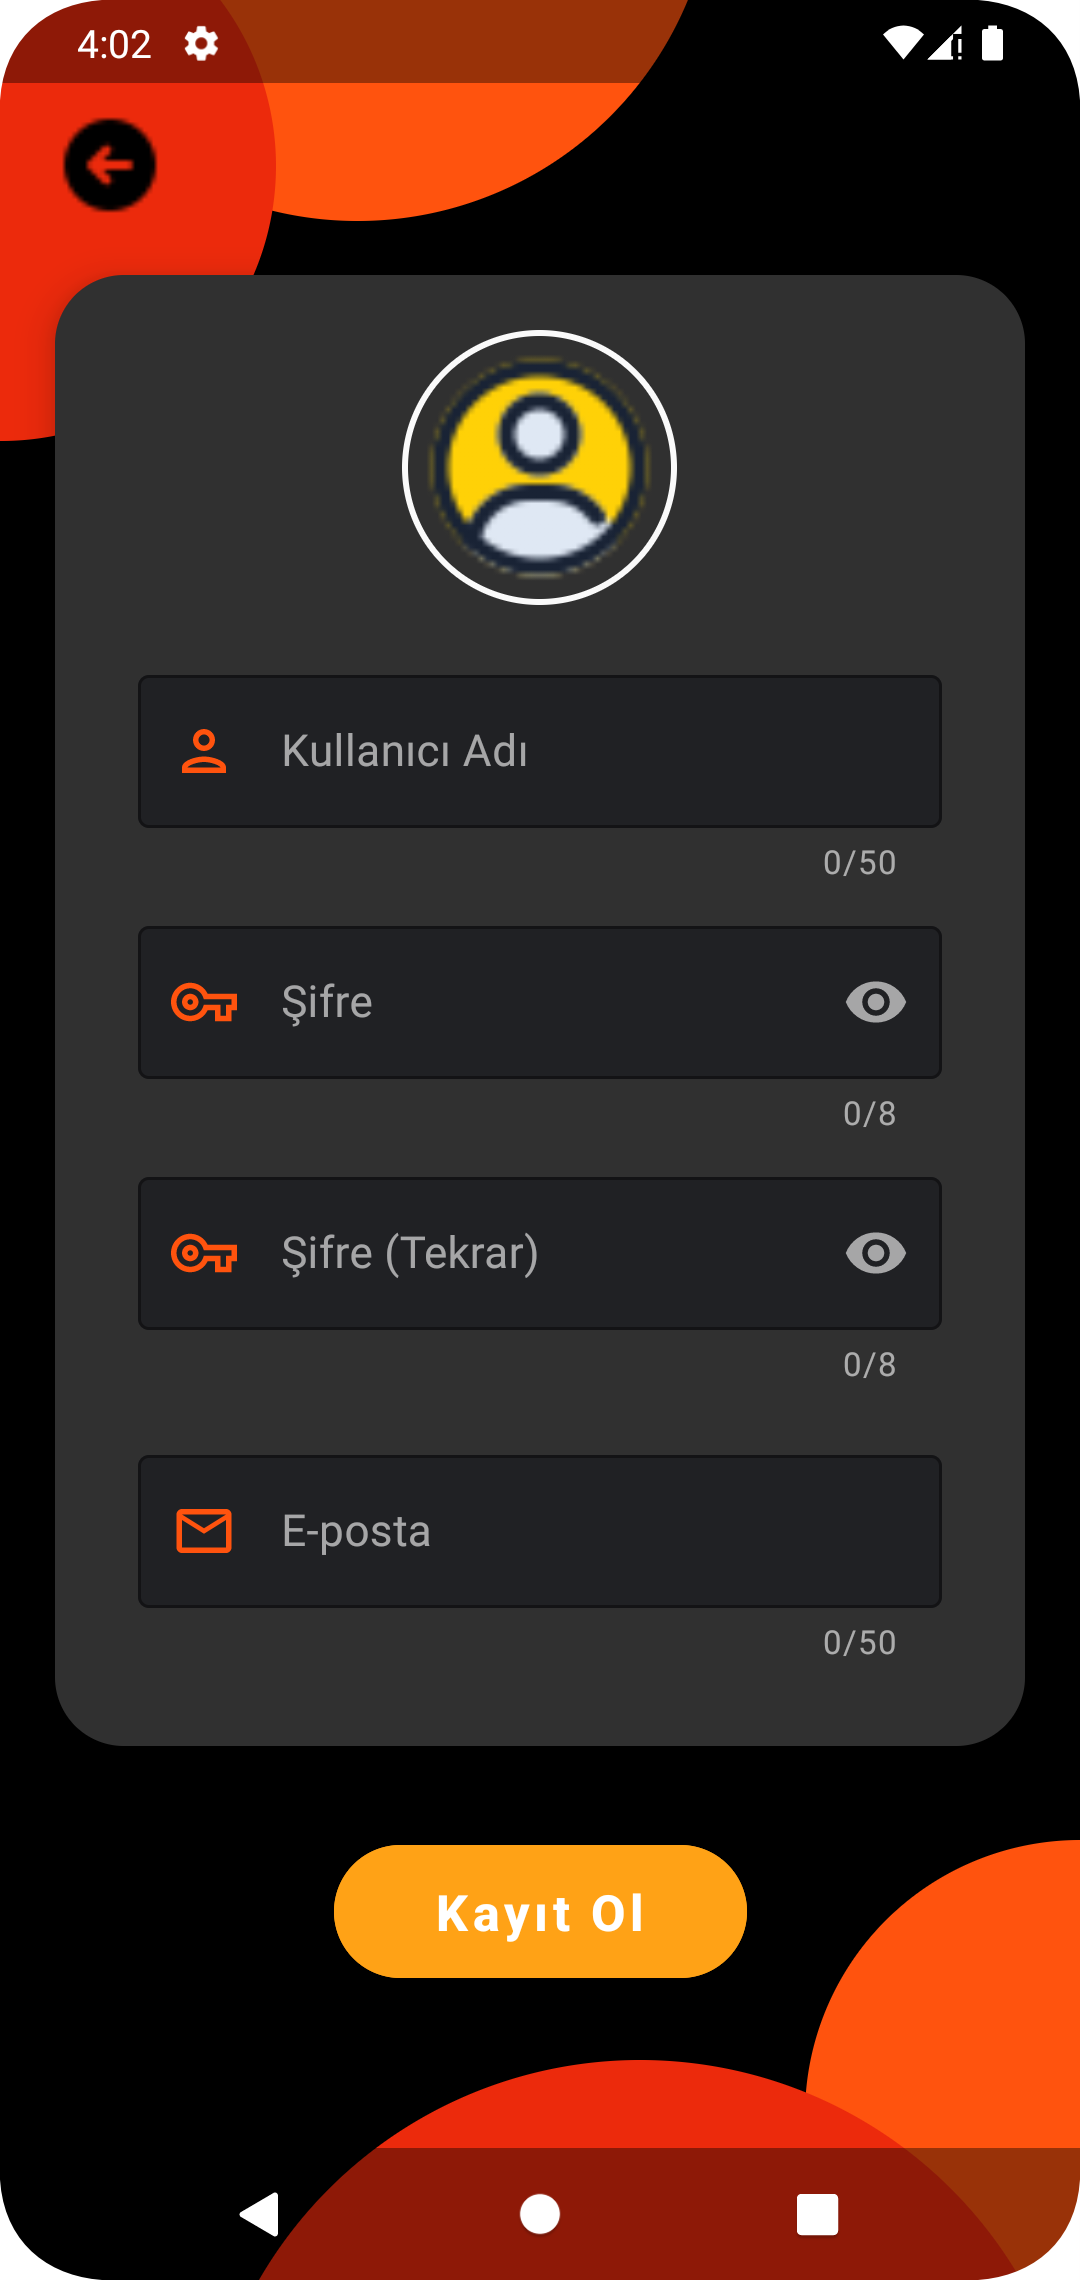 4:02
Kullanıcı Adı
0/50
Şifre
0/8
Şifre (Tekrar)
0/8
E-posta
0/50
Kayıt Ol